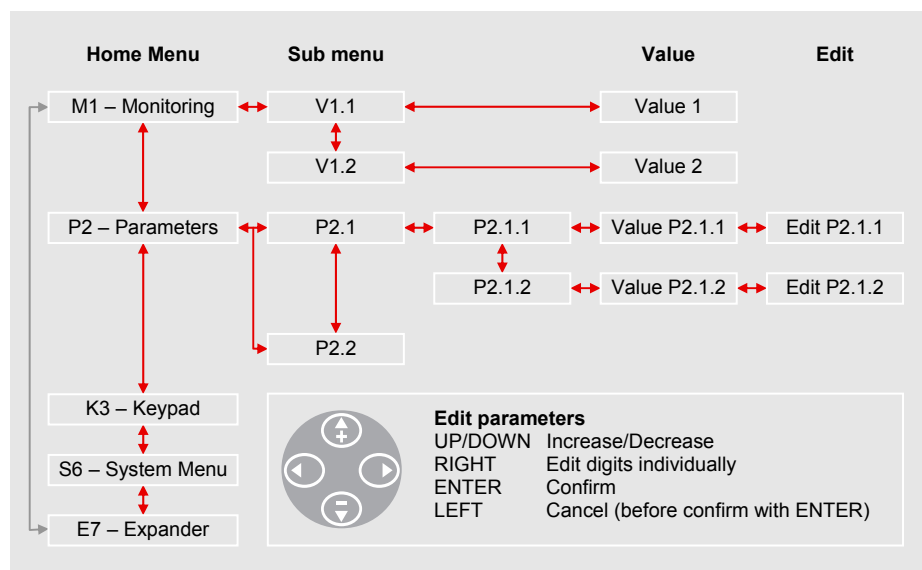 Home Menu Sub menu Value Edit
M1 – Monitoring V1.1 Value 1
V1.2 Value 2
P2 – Parameters P2.1 P2.1.1 Value P2.1.1 Edit P2.1.1
P2.1.2 Value P2.1.2 Edit P2.1.2
P2.2
K3 – Keypad
S6 – System Menu
E7 – Expander
Edit parameters
UP/DOWN Increase/Decrease
RIGHT Edit digits individually
ENTER Confirm
LEFT Cancel (before confirm with ENTER)
+
–